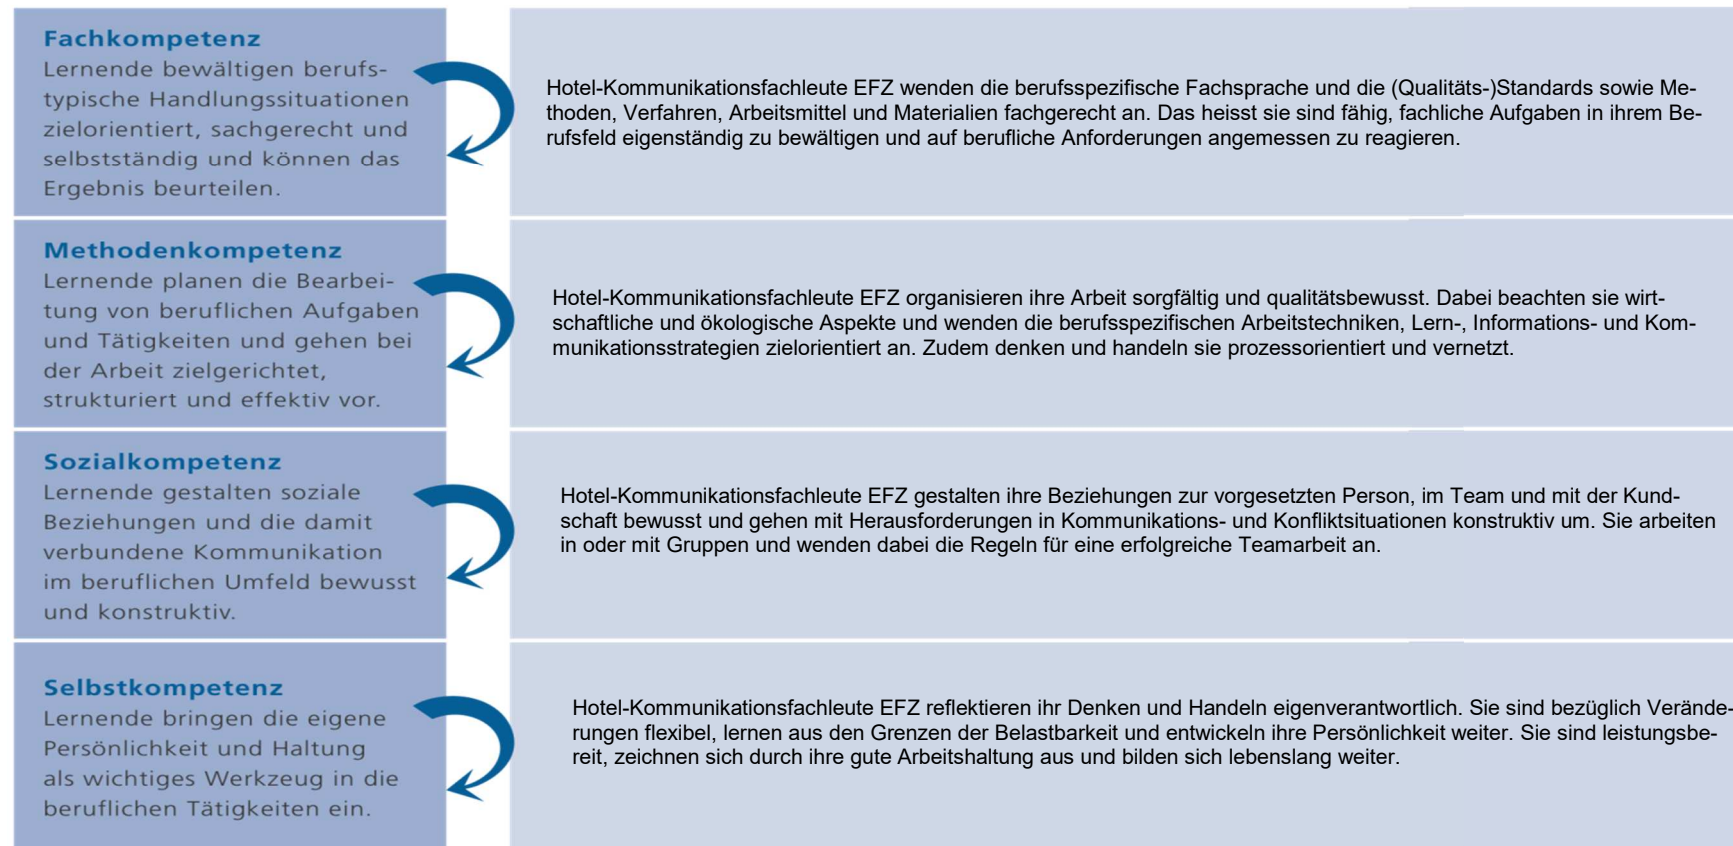 Fachkompetenz
Lernende bewältigen berufs-
typische Handlungssituationen
zielorientiert, sachgerecht und
selbstständig und können das
Ergebnis beurteilen.
Hotel-Kommunikationsfachleute EFZ wenden die berufsspezifische Fachsprache und die (Qualitäts-)Standards sowie Me-
thoden, Verfahren, Arbeitsmittel und Materialien fachgerecht an. Das heisst sie sind fähig, fachliche Aufgaben in ihrem Be-
rufsfeld eigenständig zu bewältigen und auf berufliche Anforderungen angemessen zu reagieren.
Methodenkompetenz
Lernende planen die Bearbei-
tung von beruflichen Aufgaben
und Tätigkeiten und gehen bei
der Arbeit zielgerichtet,
strukturiert und effektiv vor.
Hotel-Kommunikationsfachleute EFZ organisieren ihre Arbeit sorgfältig und qualitätsbewusst. Dabei beachten sie wirt-
schaftliche und ökologische Aspekte und wenden die berufsspezifischen Arbeitstechniken, Lern-, Informations- und Kom-
munikationsstrategien zielorientiert an. Zudem denken und handeln sie prozessorientiert und vernetzt.
Sozialkompetenz
Lernende gestalten soziale
Beziehungen und die damit
verbundene Kommunikation
im beruflichen Umfeld bewusst
und konstruktiv.
Hotel-Kommunikationsfachleute EFZ gestalten ihre Beziehungen zur vorgesetzten Person, im Team und mit der Kund-
schaft bewusst und gehen mit Herausforderungen in Kommunikations- und Konfliktsituationen konstruktiv um. Sie arbeiten
in oder mit Gruppen und wenden dabei die Regeln für eine erfolgreiche Teamarbeit an.
Selbstkompetenz
Lernende bringen die eigene
Persönlichkeit und Haltung
als wichtiges Werkzeug in die
beruflichen Tätigkeiten ein.
Hotel-Kommunikationsfachleute EFZ reflektieren ihr Denken und Handeln eigenverantwortlich. Sie sind bezüglich Verände-
rungen flexibel, lernen aus den Grenzen der Belastbarkeit und entwickeln ihre Persönlichkeit weiter. Sie sind leistungsbe-
reit, zeichnen sich durch ihre gute Arbeitshaltung aus und bilden sich lebenslang weiter.